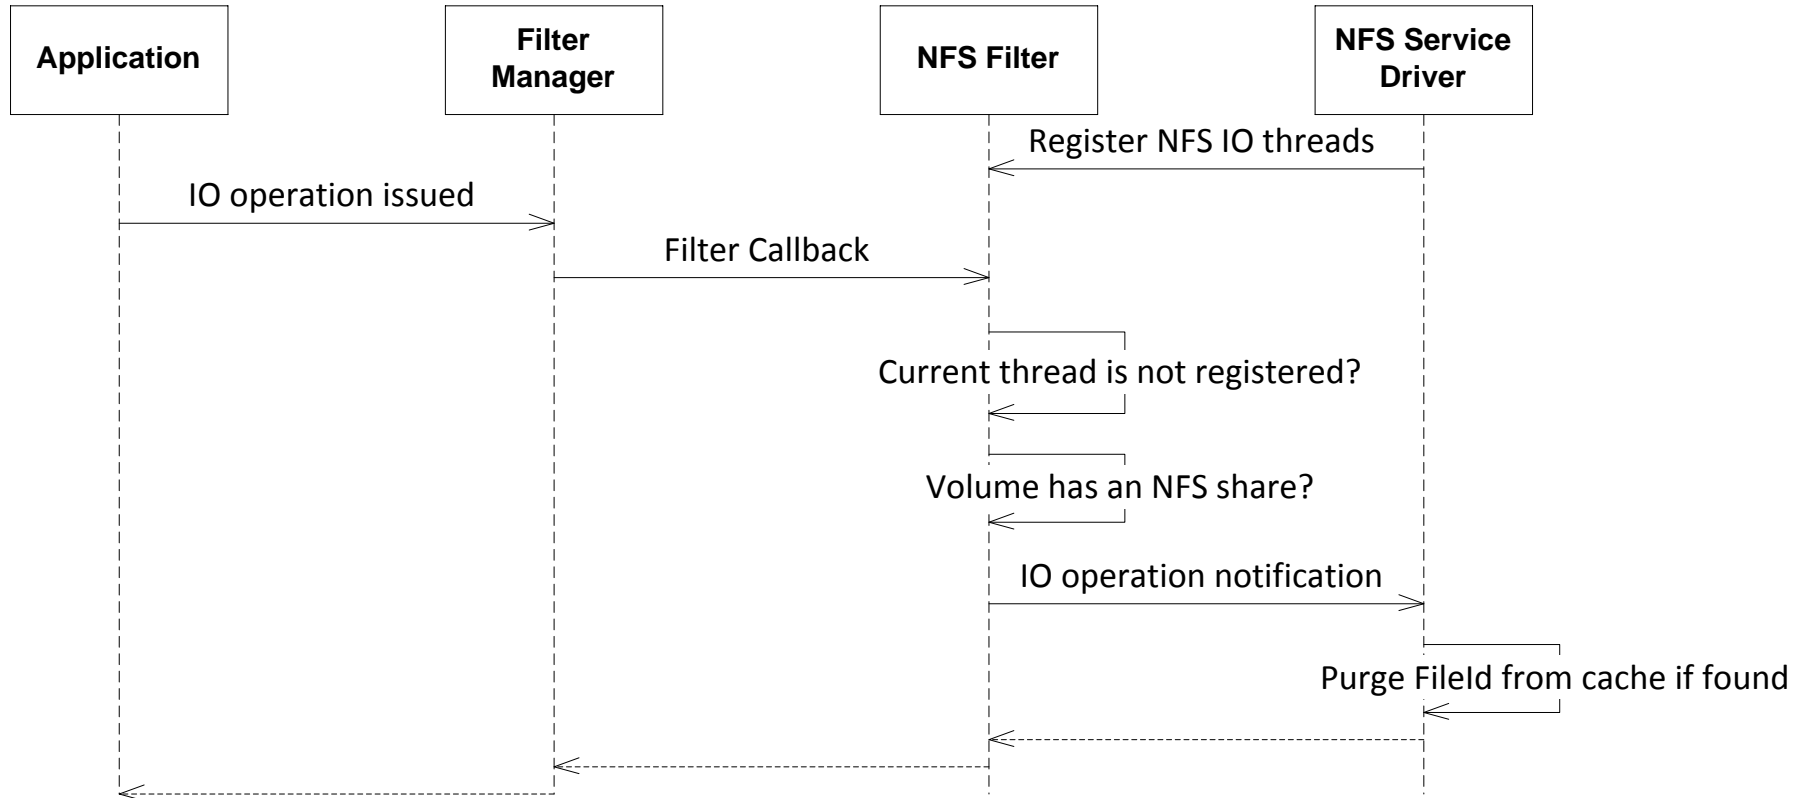 Application
Filter
Manager
NFS Filter
NFS Service
Driver
Register NFS IO threads
IO operation issued
Filter Callback
Current thread is not registered?
Volume has an NFS share?
IO operation notification
Purge FileId from cache if found